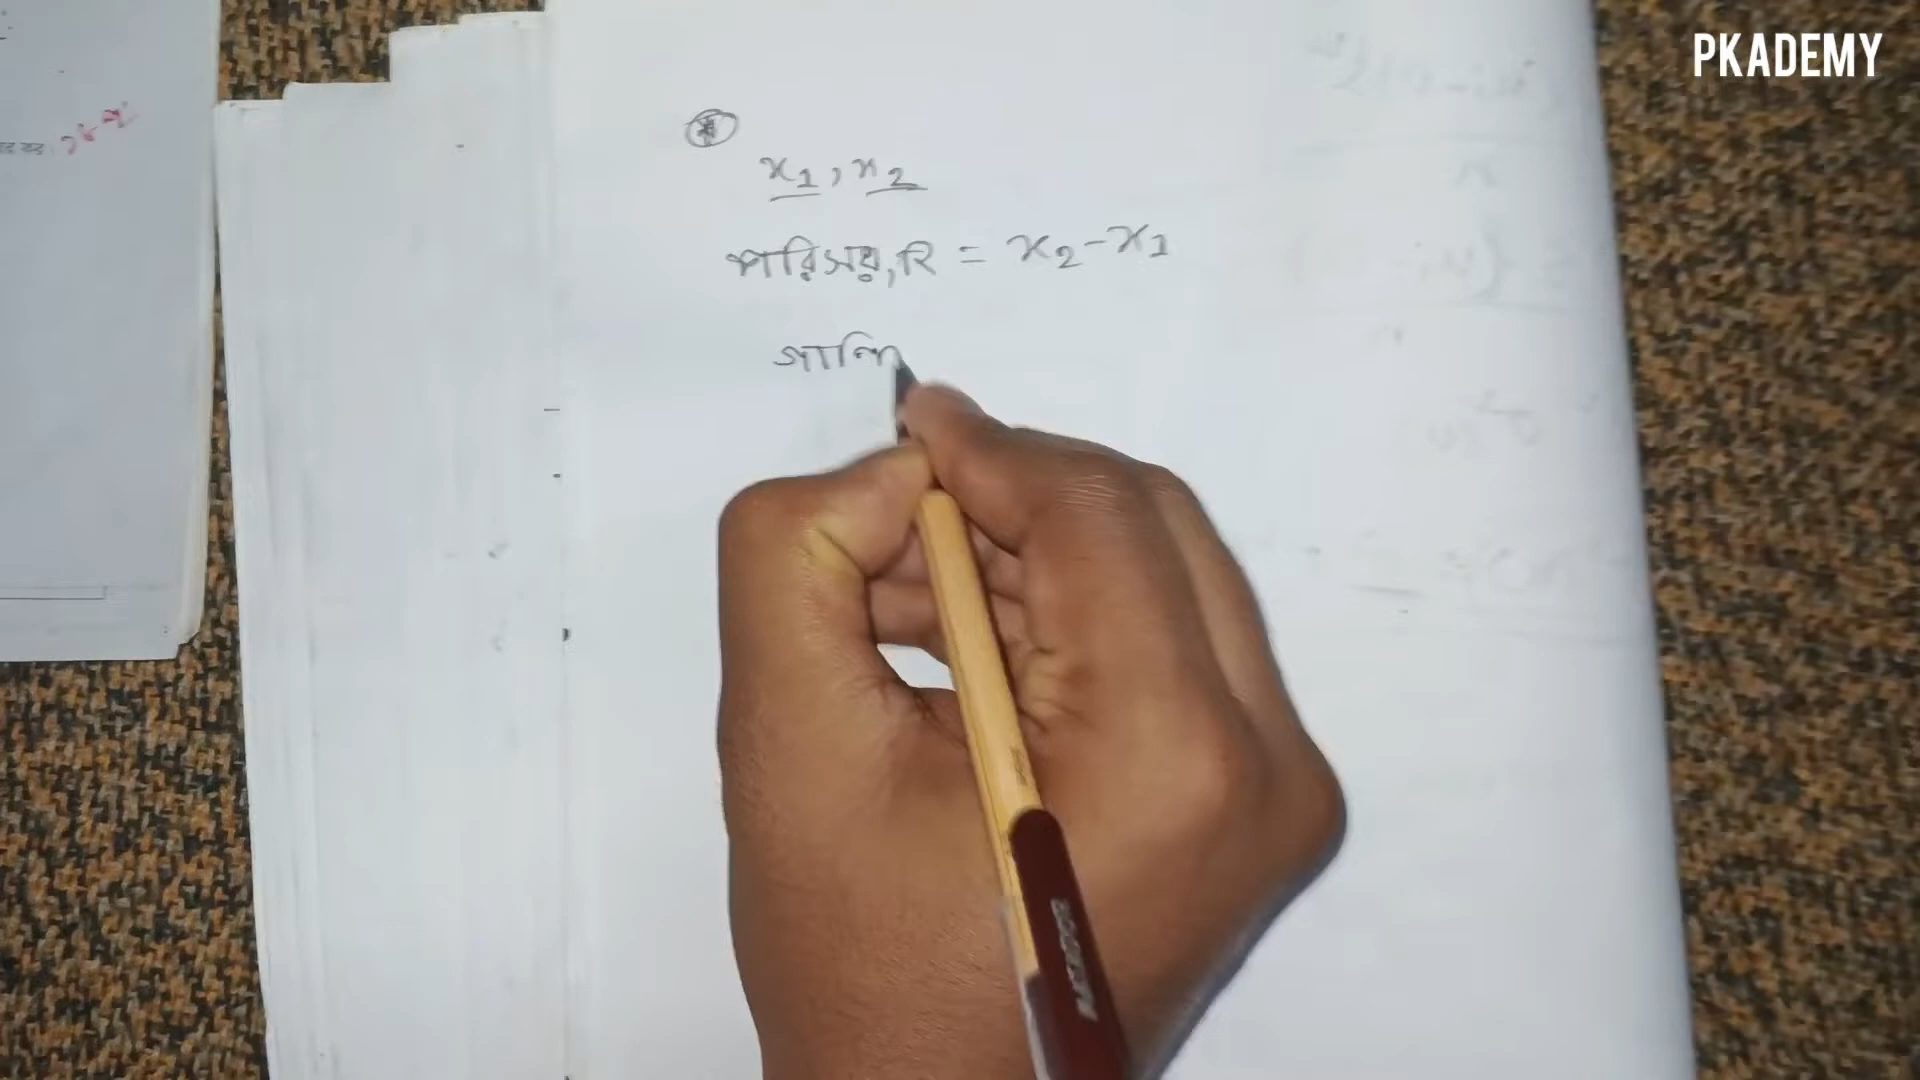 PKADEMY
x₁, x₂
পরিসর, R = x₂ - x₁